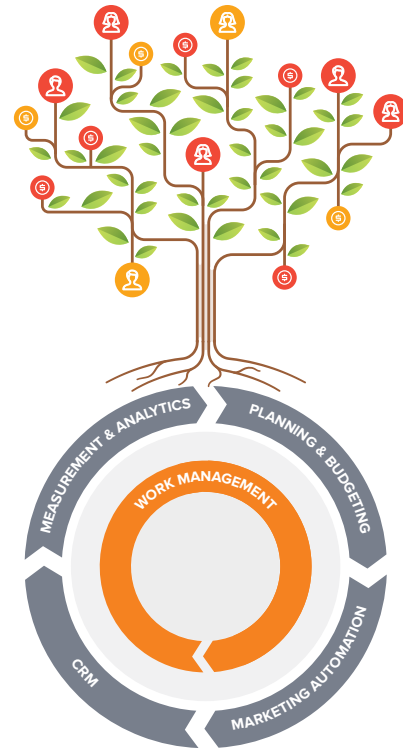 $
$
$
$
$
$
$
$
MEASUREMENT & ANALYTICS
PLANNING & BUDGETING
WORK MANAGEMENT
CRM
MARKETING AUTOMATION